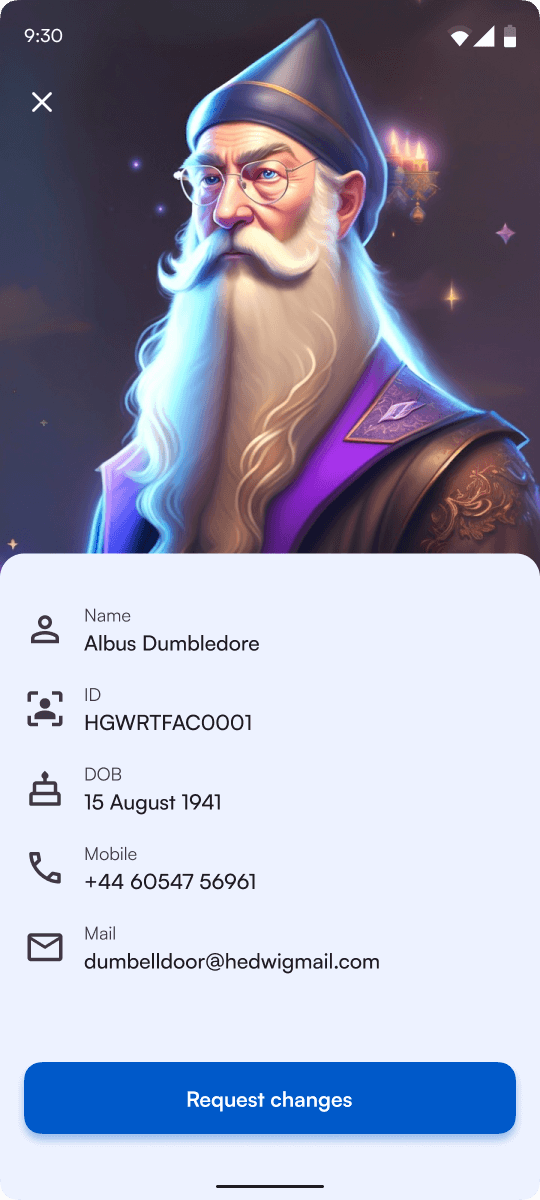 9:30
Name
Albus Dumbledore
ID
HGWRTFAC0001
DOB
15 August 1941
Mobile
+44 60547 56961
Mail
dumbelldoor@hedwigmail.com
Request changes